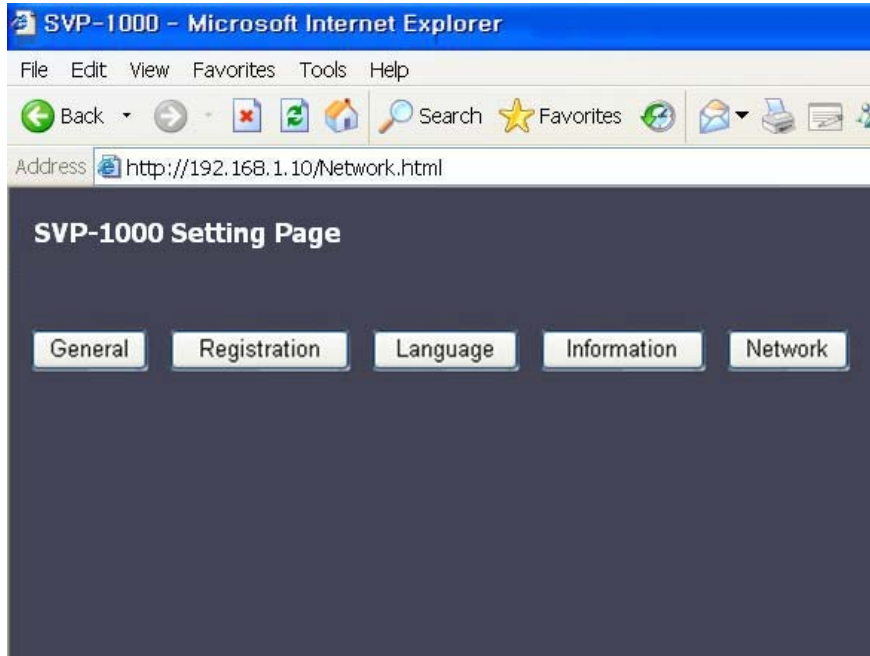 SVP-1000 - Microsoft Internet Explorer
File Edit View Favorites Tools Help
Back Search Favorites
Address http://192.168.1.10/Network.html
SVP-1000 Setting Page
General Registration Language Information Network